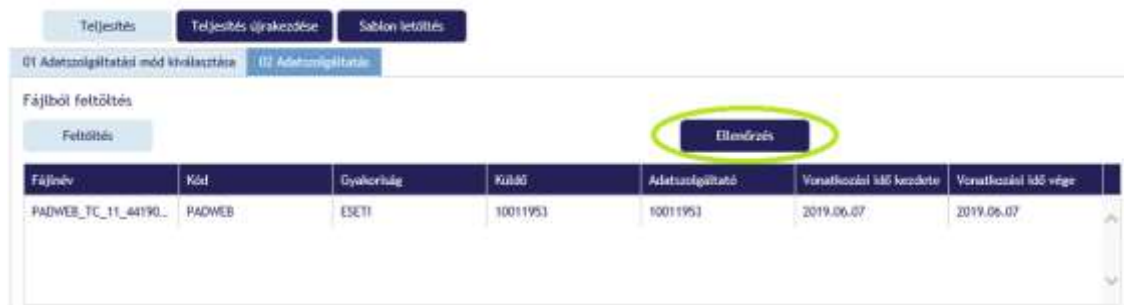 Teljesítés Teljesítés újrakezdése Sablon letöltés
01 Adatszolgáltatási mód kiválasztása 02 Adatszolgáltatás
Fájlból feltöltés
Feltöltés Ellenőrzés
Fájlnév Kód Gyakoriság Küldő Adatszolgáltató Vonatkozási idő kezdete Vonatkozási idő vége
PADWEB_TC_11_44190... PADWEB ESETI 10011953 10011953 2019.06.07 2019.06.07